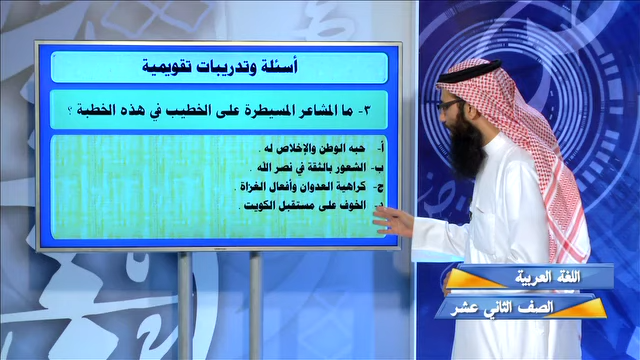 أسئلة وتدريبات تقويمية
٣- ما المشاعر المسيطرة على الخطيب في هذه الخطبة ؟
أ- حبه الوطن والإخلاص له .
ب- الشعور بالثقة في نصر الله .
ج- كراهية العدوان وأفعال الغزاة .
د- الخوف على مستقبل الكويت .
اللغة العربية
الصف الثاني عشر